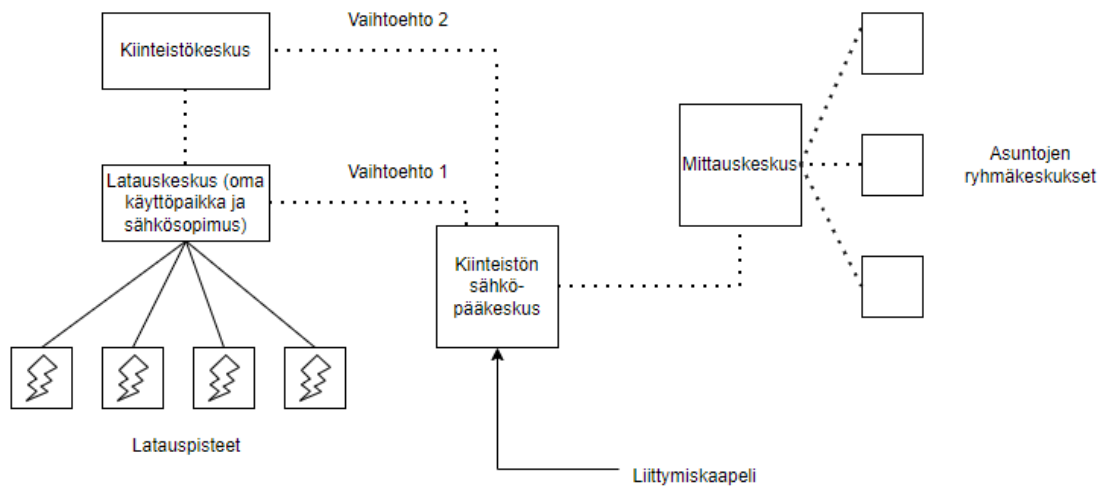 Vaihtoehto 2
Kiinteistökeskus
Vaihtoehto 1
Latauskeskus (oma
käyttöpaikka ja
sähkösopimus)
Mittauskeskus
Asuntojen
ryhmäkeskukset
Kiinteistön
sähkö-
pääkeskus
Latauspisteet
Liittymiskaapeli